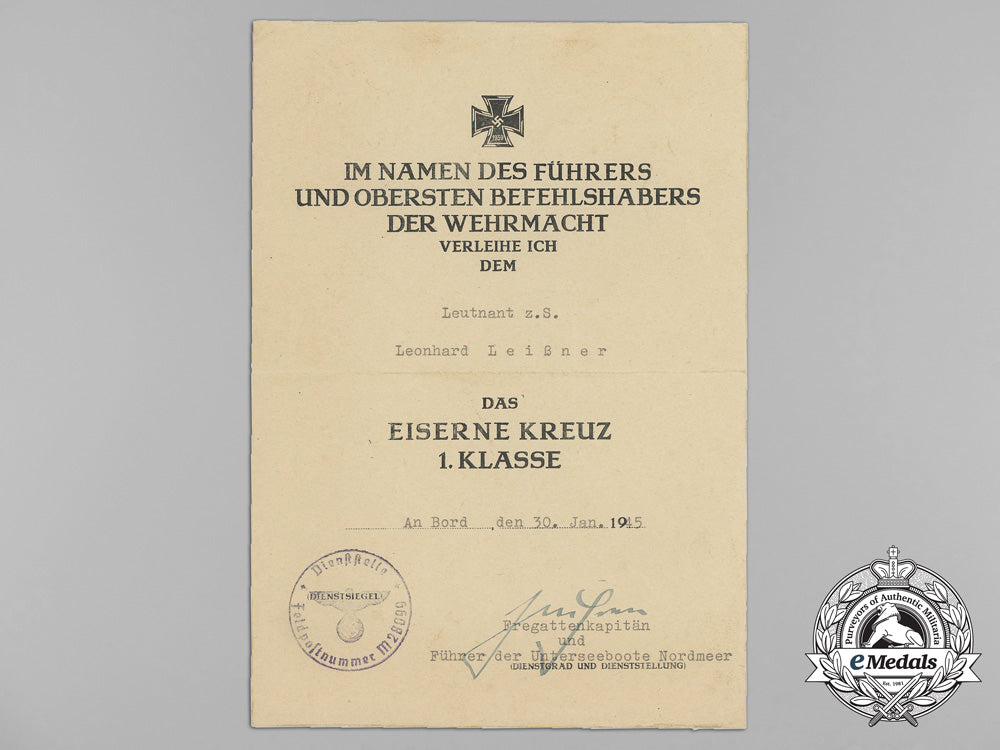 1939
IM NAMEN DES FÜHRERS
UND OBERSTEN BEFEHLSHABERS
DER WEHRMACHT
VERLEIHE ICH
DEM
Leutnant z.S.
Leonhard Leißner
DAS
EISERNE KREUZ
1. KLASSE
An Bord, den 30. Jan. 1945
Dienststelle
DIENSTSIEGEL
Feldpostnummer M 28096
Fregattenkapitän
und
Führer der Unterseeboote Nordmeer
(DIENSTGRAD UND DIENSTSTELLUNG)
Purveyors of Authentic Militaria
eMedals
Est. 1981